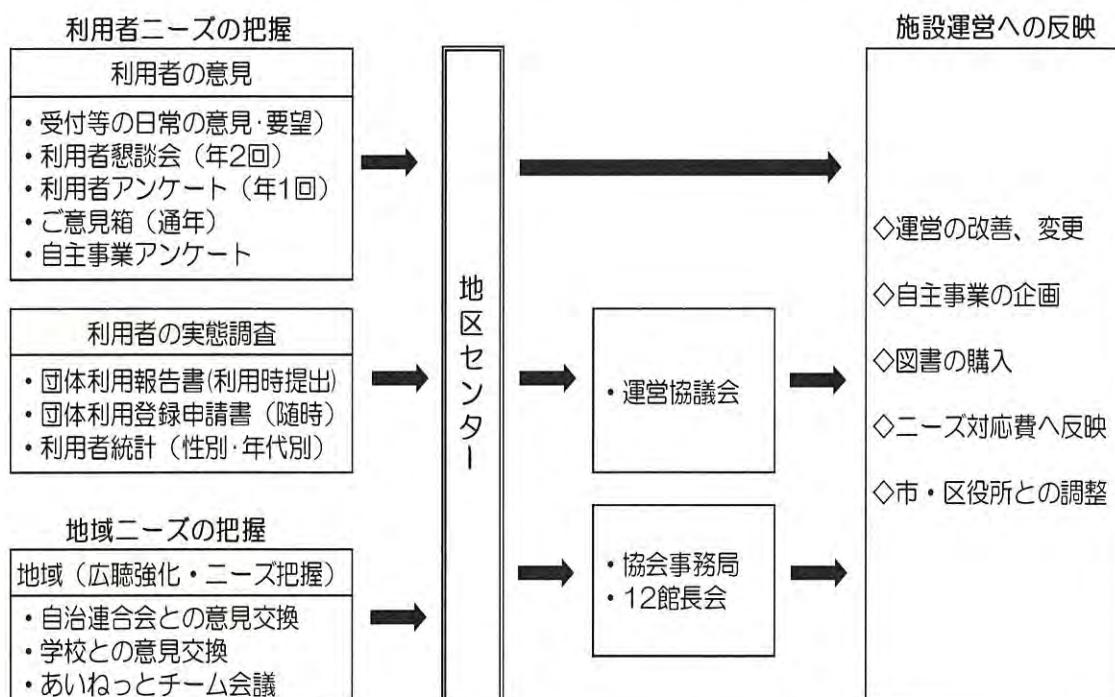 利用者ニーズの把握
利用者の意見
・受付等の日常の意見・要望)
・利用者懇談会（年2回）
・利用者アンケート（年1回）
・ご意見箱（通年）
・自主事業アンケート
利用者の実態調査
・団体利用報告書(利用時提出)
・団体利用登録申請書（随時）
・利用者統計（性別・年代別）
地域ニーズの把握
地域（広聴強化・ニーズ把握）
・自治連合会との意見交換
・学校との意見交換
・あいねっとチーム会議
地区センター
・運営協議会
・協会事務局
・12館長会
施設運営への反映
◇運営の改善、変更
◇自主事業の企画
◇図書の購入
◇ニーズ対応費へ反映
◇市・区役所との調整